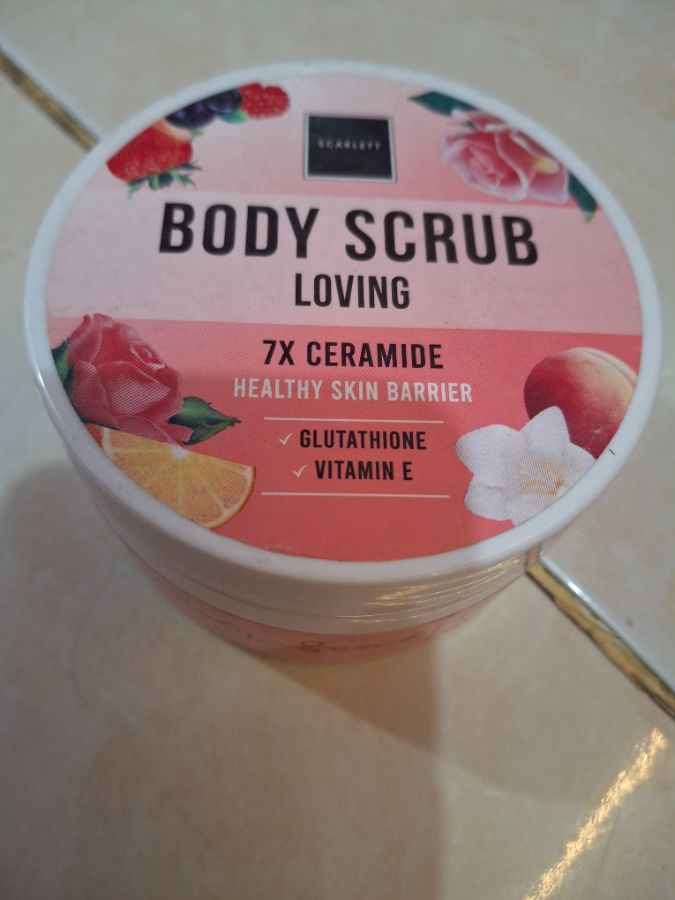 SCARLETT
BODY SCRUB
LOVING
7X CERAMIDE
HEALTHY SKIN BARRIER
✓ GLUTATHIONE
✓ VITAMIN E